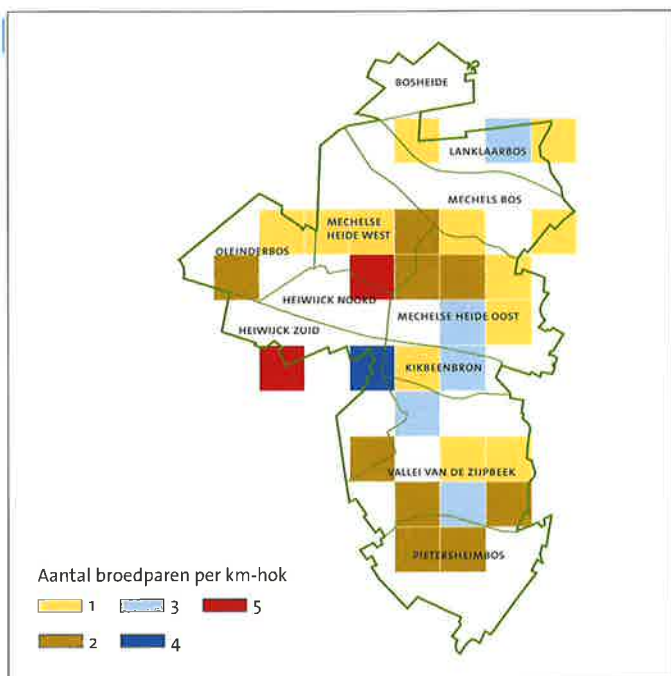 BOSHEIDE
LANKLAARBOS
MECHELS BOS
MECHELSE
HEIDE WEST
OLEINDERBOS
HEIWIJCK NOORD
MECHELSE HEIDE OOST
HEIWIJCK ZUID
KIKBEENBRON
VALLEI VAN DE ZIJPBEEK
PIETERSHEIMBOS
Aantal broedparen per km-hok
1 3 5
2 4